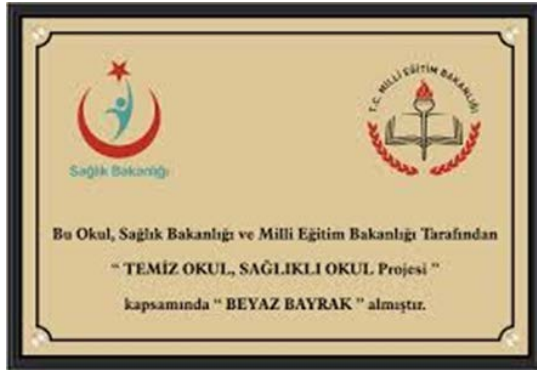 Sağlık Bakanlığı
T.C. MİLLİ EĞİTİM BAKANLIĞI
Bu Okul, Sağlık Bakanlığı ve Milli Eğitim Bakanlığı Tarafından
“ TEMİZ OKUL, SAĞLIKLI OKUL Projesi ”
kapsamında “ BEYAZ BAYRAK ” almıştır.